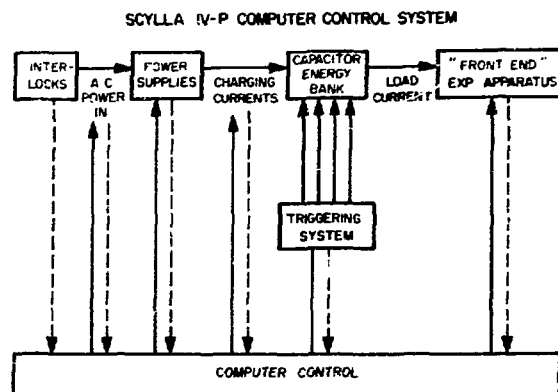 SCYLLA IV-P COMPUTER CONTROL SYSTEM
INTER-
LOCKS
A C
POWER
IN
POWER
SUPPLIES
CHARGING
CURRENTS
CAPACITOR
ENERGY
BANK
LOAD
CURRENT
"FRONT END"
EXP APPARATUS
TRIGGERING
SYSTEM
COMPUTER CONTROL